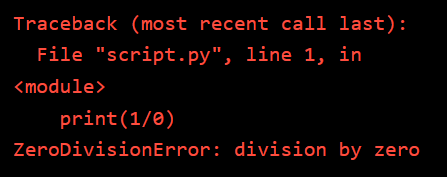 Traceback (most recent call last):
  File "script.py", line 1, in
<module>
    print(1/0)
ZeroDivisionError: division by zero